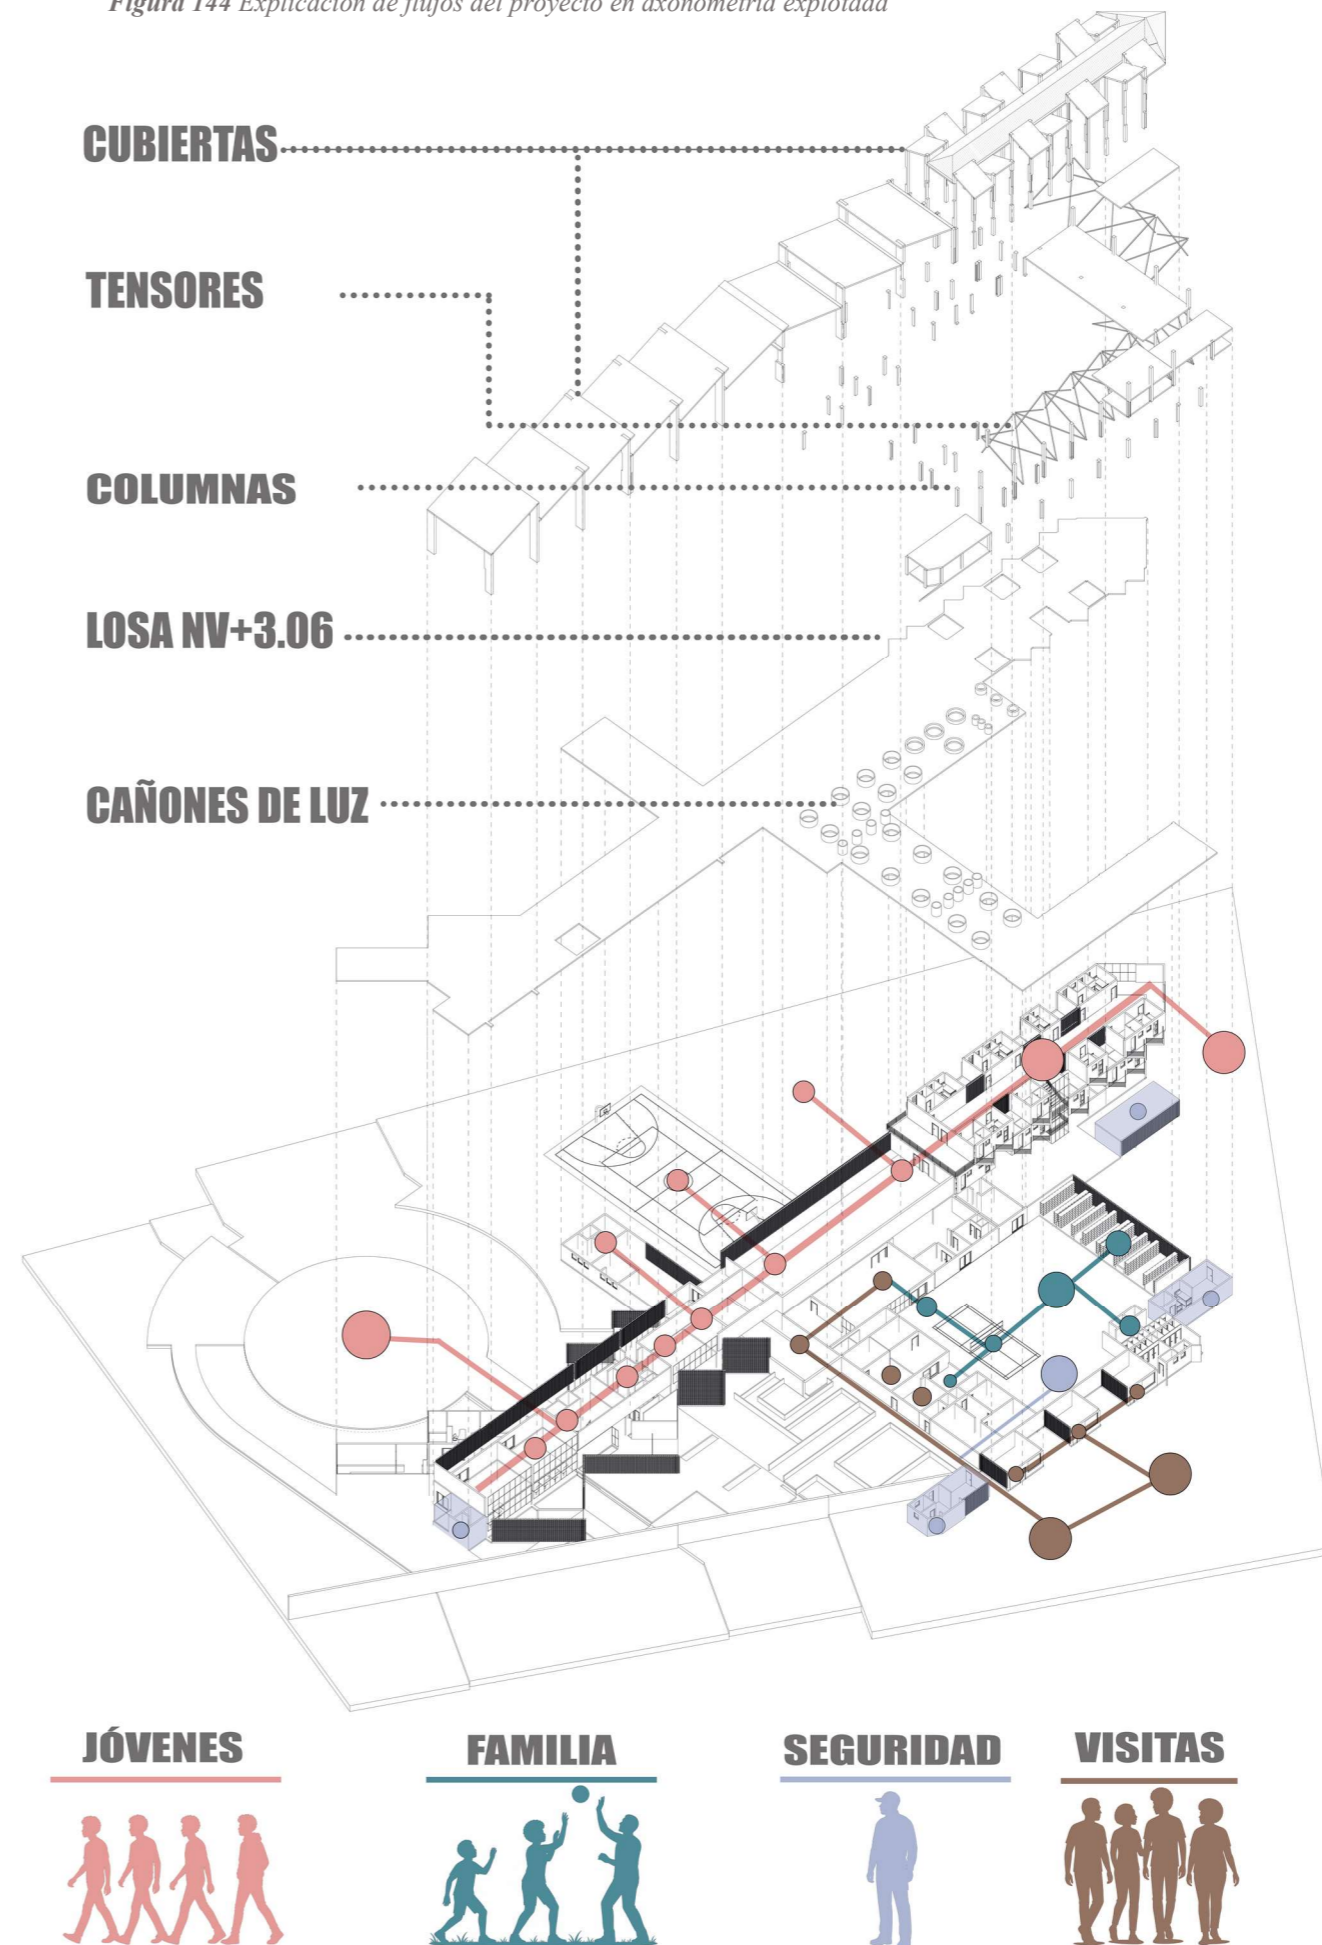 Figura 144 Explicación de flujos del proyecto en axonometría explotada
CUBIERTAS
TENSORES
COLUMNAS
LOSA NV+3.06
CAÑONES DE LUZ
JÓVENES
FAMILIA
SEGURIDAD
VISITAS